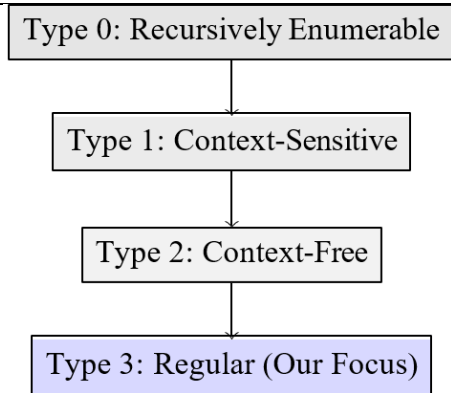 Type 0: Recursively Enumerable
Type 1: Context-Sensitive
Type 2: Context-Free
Type 3: Regular (Our Focus)